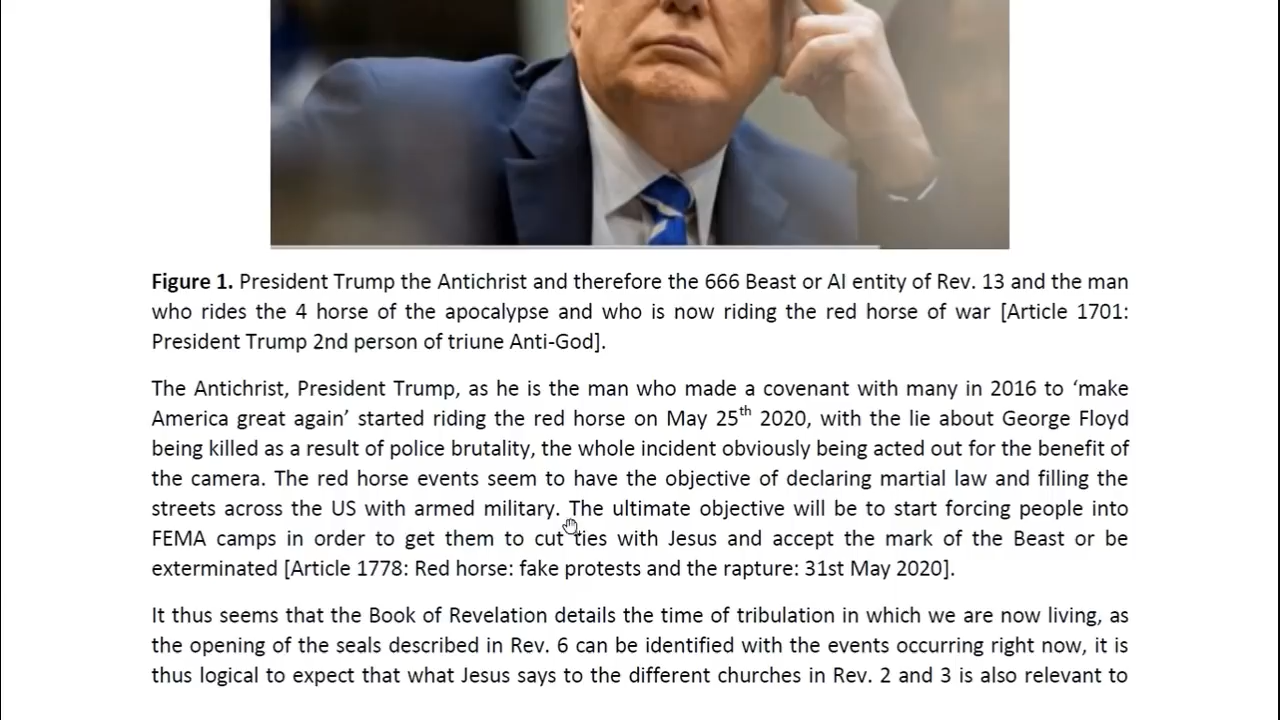 Figure 1. President Trump the Antichrist and therefore the 666 Beast or AI entity of Rev. 13 and the man
who rides the 4 horse of the apocalypse and who is now riding the red horse of war [Article 1701:
President Trump 2nd person of triune Anti-God].
The Antichrist, President Trump, as he is the man who made a covenant with many in 2016 to ‘make
America great again’ started riding the red horse on May 25th 2020, with the lie about George Floyd
being killed as a result of police brutality, the whole incident obviously being acted out for the benefit of
the camera. The red horse events seem to have the objective of declaring martial law and filling the
streets across the US with armed military. The ultimate objective will be to start forcing people into
FEMA camps in order to get them to cut ties with Jesus and accept the mark of the Beast or be
exterminated [Article 1778: Red horse: fake protests and the rapture: 31st May 2020].
It thus seems that the Book of Revelation details the time of tribulation in which we are now living, as
the opening of the seals described in Rev. 6 can be identified with the events occurring right now, it is
thus logical to expect that what Jesus says to the different churches in Rev. 2 and 3 is also relevant to